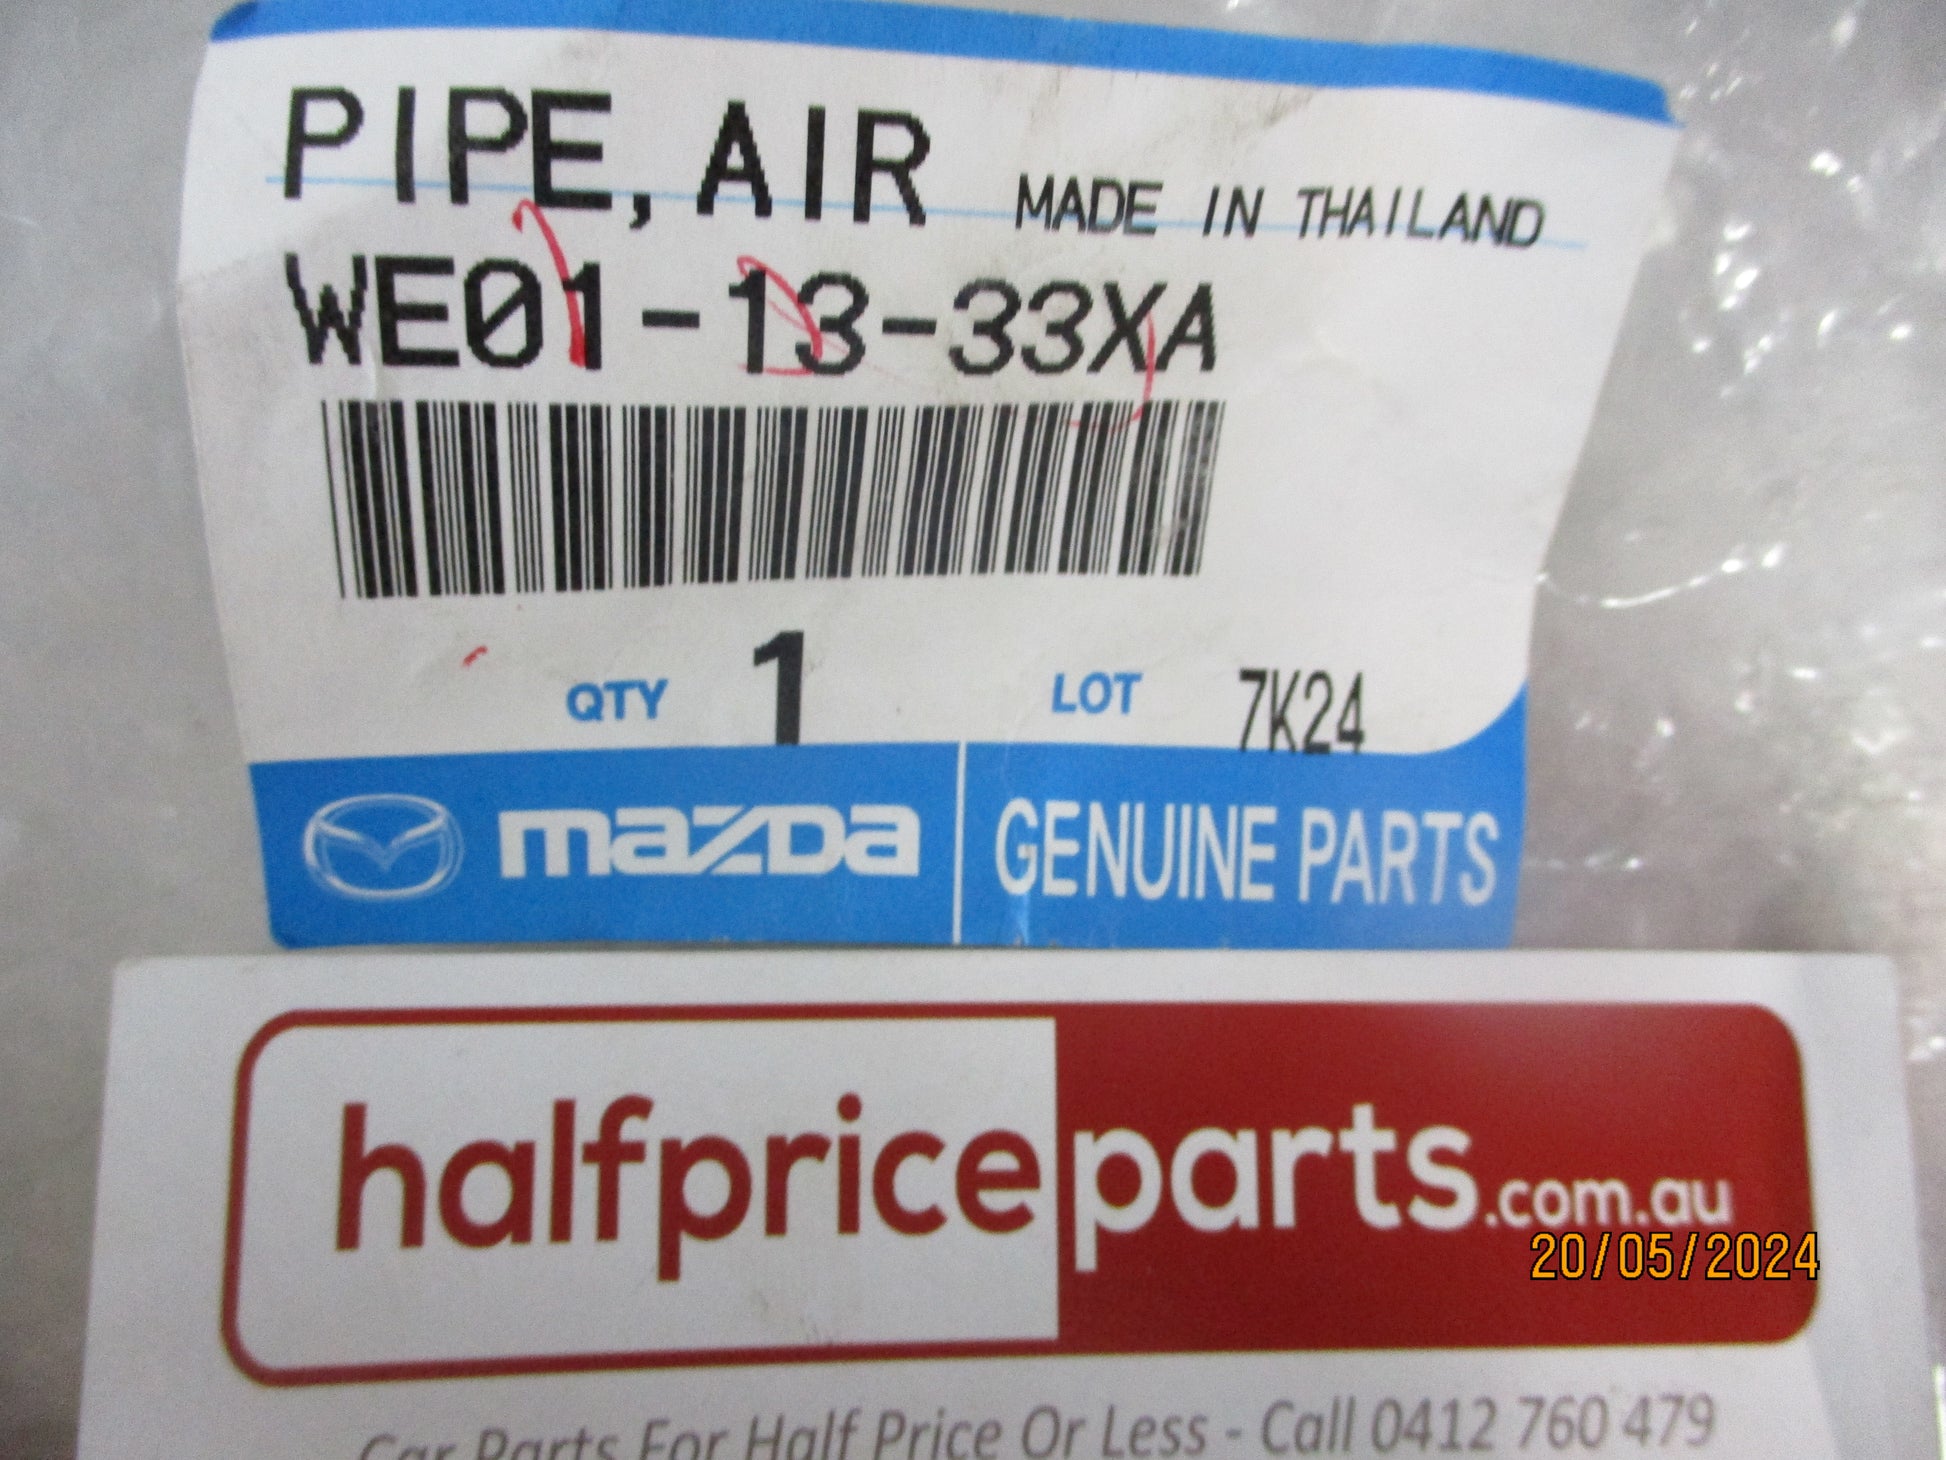 PIPE, AIR MADE IN THAILAND
WE01-13-33XA
QTY 1 LOT 7K24
mazda GENUINE PARTS
halfpriceparts.com.au
20/05/2024
Car Parts For Half Price Or Less - Call 0412 760 479